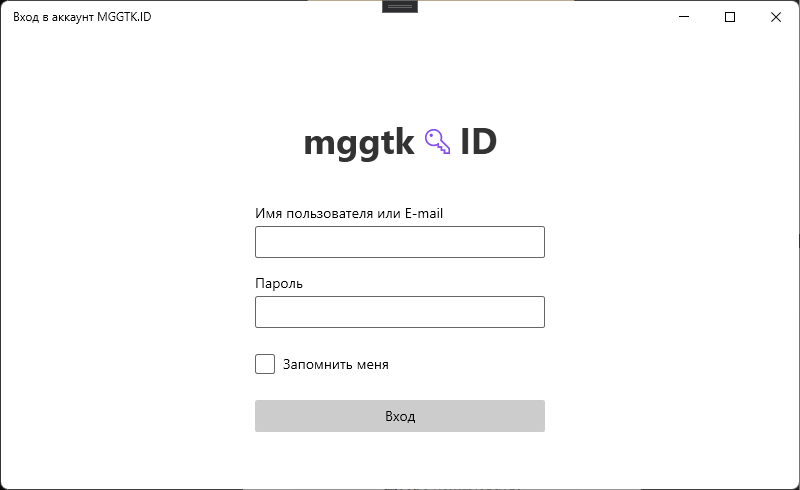 Вход в аккаунт MGGTK.ID
mggtk ID
Имя пользователя или E-mail
Пароль
Запомнить меня
Вход